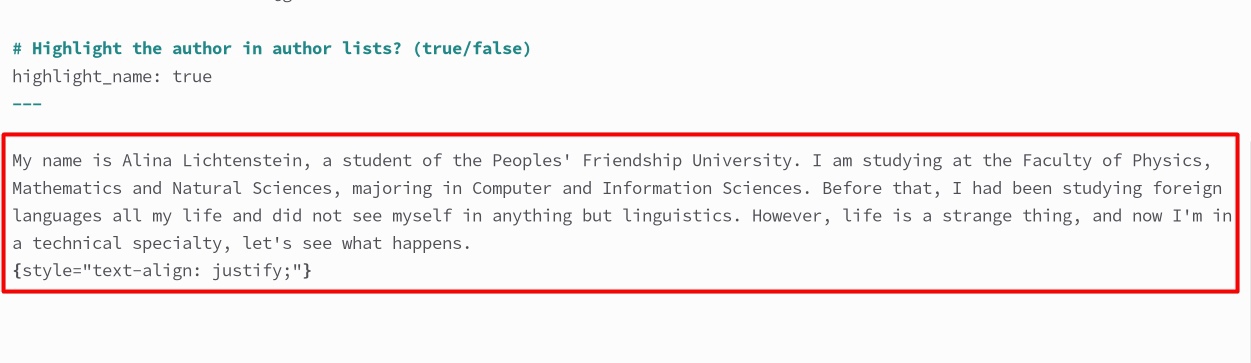 # Highlight the author in author lists? (true/false)
highlight_name: true
---
My name is Alina Lichtenstein, a student of the Peoples' Friendship University. I am studying at the Faculty of Physics,
Mathematics and Natural Sciences, majoring in Computer and Information Sciences. Before that, I had been studying foreign
languages all my life and did not see myself in anything but linguistics. However, life is a strange thing, and now I'm in
a technical specialty, let's see what happens.
{style="text-align: justify;"}